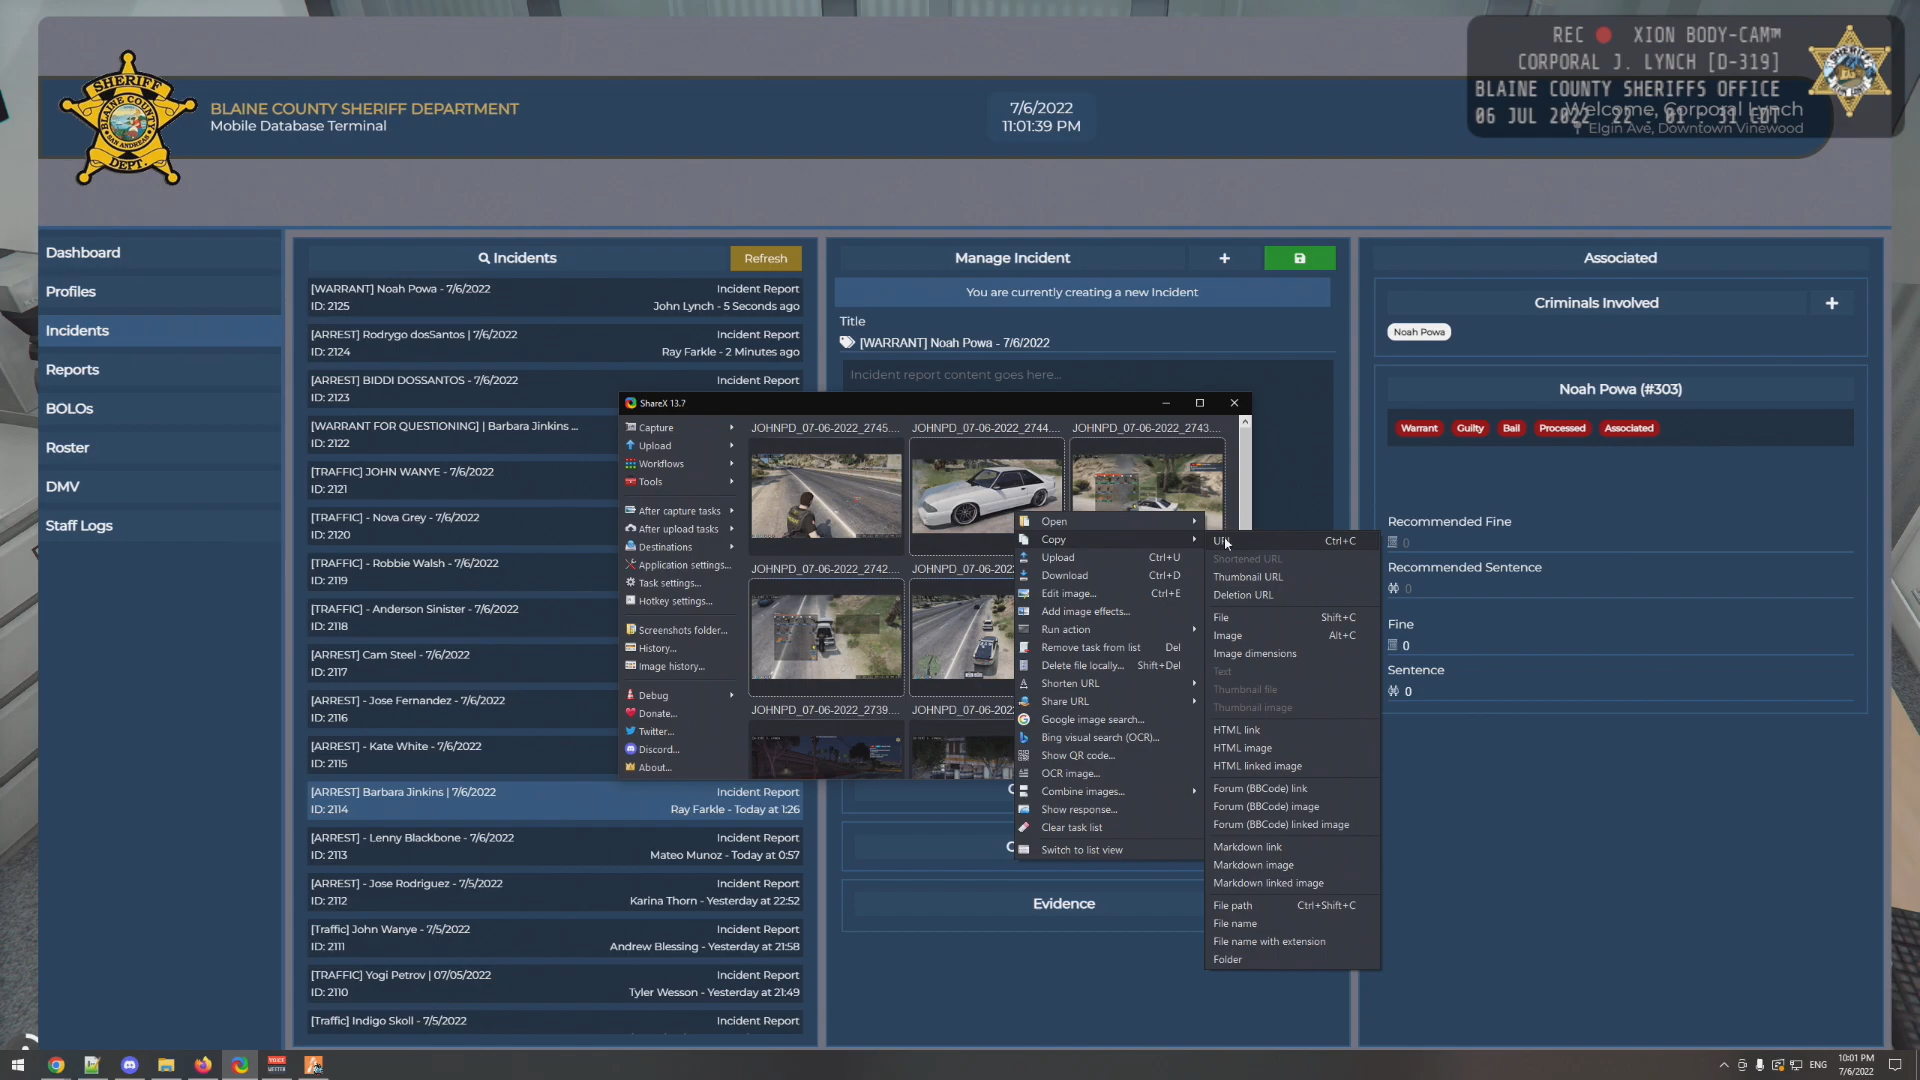 REC XION BODY-CAM™
CORPORAL J. LYNCH [D-319]
BLAINE COUNTY SHERIFFS OFFICE
06 JUL 2022 22 : 01 : 31 CDT
Welcome, Corporal Lynch
Elgin Ave, Downtown Vinewood
SHERIFF
BLAINE COUNTY
SAN ANDREAS
DEPT.
BLAINE COUNTY SHERIFF DEPARTMENT
Mobile Database Terminal
7/6/2022
11:01:39 PM
Dashboard
Profiles
Incidents
Reports
BOLOs
Roster
DMV
Staff Logs
Incidents
Refresh
[WARRANT] Noah Powa - 7/6/2022 Incident Report
ID: 2125 John Lynch - 5 Seconds ago
[ARREST] Rodrygo dosSantos | 7/6/2022 Incident Report
ID: 2124 Ray Farkle - 2 Minutes ago
[ARREST] BIDDI DOSSANTOS - 7/6/2022 Incident Report
ID: 2123
[WARRANT FOR QUESTIONING] | Barbara Jinkins ...
ID: 2122
[TRAFFIC] JOHN WANYE - 7/6/2022
ID: 2121
[TRAFFIC] - Nova Grey - 7/6/2022
ID: 2120
[TRAFFIC] - Robbie Walsh - 7/6/2022
ID: 2119
[TRAFFIC] - Anderson Sinister - 7/6/2022
ID: 2118
[ARREST] - Cam Steel - 7/6/2022
ID: 2117
[ARREST] - Jose Fernandez - 7/6/2022
ID: 2116
[ARREST] - Kate White - 7/6/2022
ID: 2115
[ARREST] Barbara Jinkins | 7/6/2022 Incident Report
ID: 2114 Ray Farkle - Today at 1:26
[ARREST] - Lenny Blackbone - 7/6/2022 Incident Report
ID: 2113 Mateo Munoz - Today at 0:57
[ARREST] - Jose Rodriguez - 7/5/2022 Incident Report
ID: 2112 Karina Thorn - Yesterday at 22:52
[Traffic] John Wanye - 7/5/2022 Incident Report
ID: 2111 Andrew Blessing - Yesterday at 21:58
[TRAFFIC] Yogi Petrov | 07/05/2022 Incident Report
ID: 2110 Tyler Wesson - Yesterday at 21:49
[Traffic] Indigo Skoll - 7/5/2022 Incident Report
Manage Incident
You are currently creating a new Incident
Title
[WARRANT] Noah Powa - 7/6/2022
Incident report content goes here...
Evidence
ShareX 13.7
Capture
Upload
Workflows
Tools
After capture tasks
After upload tasks
Destinations
Application settings...
Task settings...
Hotkey settings...
Screenshots folder...
History...
Image history...
Debug
Donate...
Twitter...
Discord...
About...
JOHNPD_07-06-2022_2745....
JOHNPD_07-06-2022_2744....
JOHNPD_07-06-2022_2743....
JOHNPD_07-06-2022_2742....
JOHNPD_07-06-202
JOHNPD_07-06-2022_2739....
JOHNPD_07-06-202
Open
Copy
Upload Ctrl+U
Download Ctrl+D
Edit image... Ctrl+E
Add image effects...
Run action
Remove task from list Del
Delete file locally... Shift+Del
Shorten URL
Share URL
Google image search...
Bing visual search (OCR)...
Show QR code...
OCR image...
Combine images...
Show response...
Clear task list
Switch to list view
URL Ctrl+C
Shortened URL
Thumbnail URL
Deletion URL
File Shift+C
Image Alt+C
Image dimensions
Text
Thumbnail file
Thumbnail image
HTML link
HTML image
HTML linked image
Forum (BBCode) link
Forum (BBCode) image
Forum (BBCode) linked image
Markdown link
Markdown image
Markdown linked image
File path Ctrl+Shift+C
File name
File name with extension
Folder
Associated
Criminals Involved
Noah Powa
Noah Powa (#303)
Warrant Guilty Bail Processed Associated
Recommended Fine
0
Recommended Sentence
0
Fine
0
Sentence
0
ENG
10:01 PM
7/6/2022